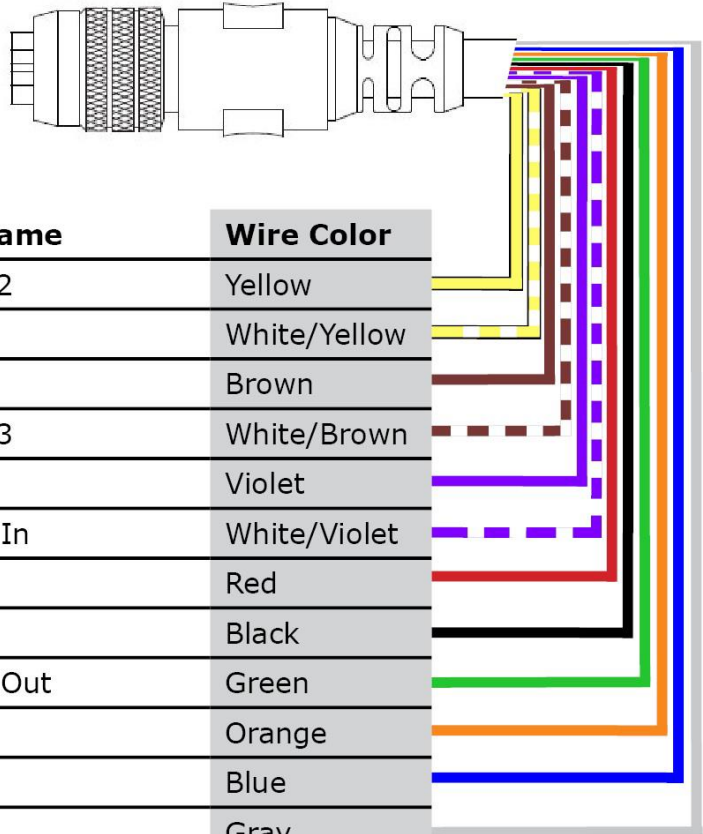 ame Wire Color
2 Yellow
White/Yellow
Brown
3 White/Brown
Violet
In White/Violet
Red
Black
Out Green
Orange
Blue
Gray